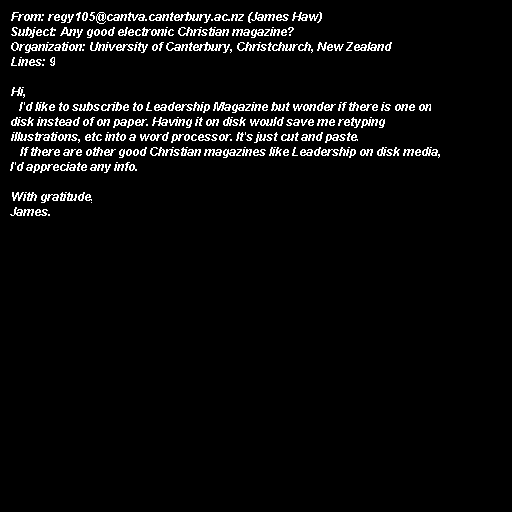 From: regy105@cantva.canterbury.ac.nz (James Haw)
Subject: Any good electronic Christian magazine?
Organization: University of Canterbury, Christchurch, New Zealand
Lines: 9

Hi,
I'd like to subscribe to Leadership Magazine but wonder if there is one on
disk instead of on paper. Having it on disk would save me retyping
illustrations, etc into a word processor. It's just cut and paste.
If there are other good Christian magazines like Leadership on disk media,
I'd appreciate any info.

With gratitude,
James.